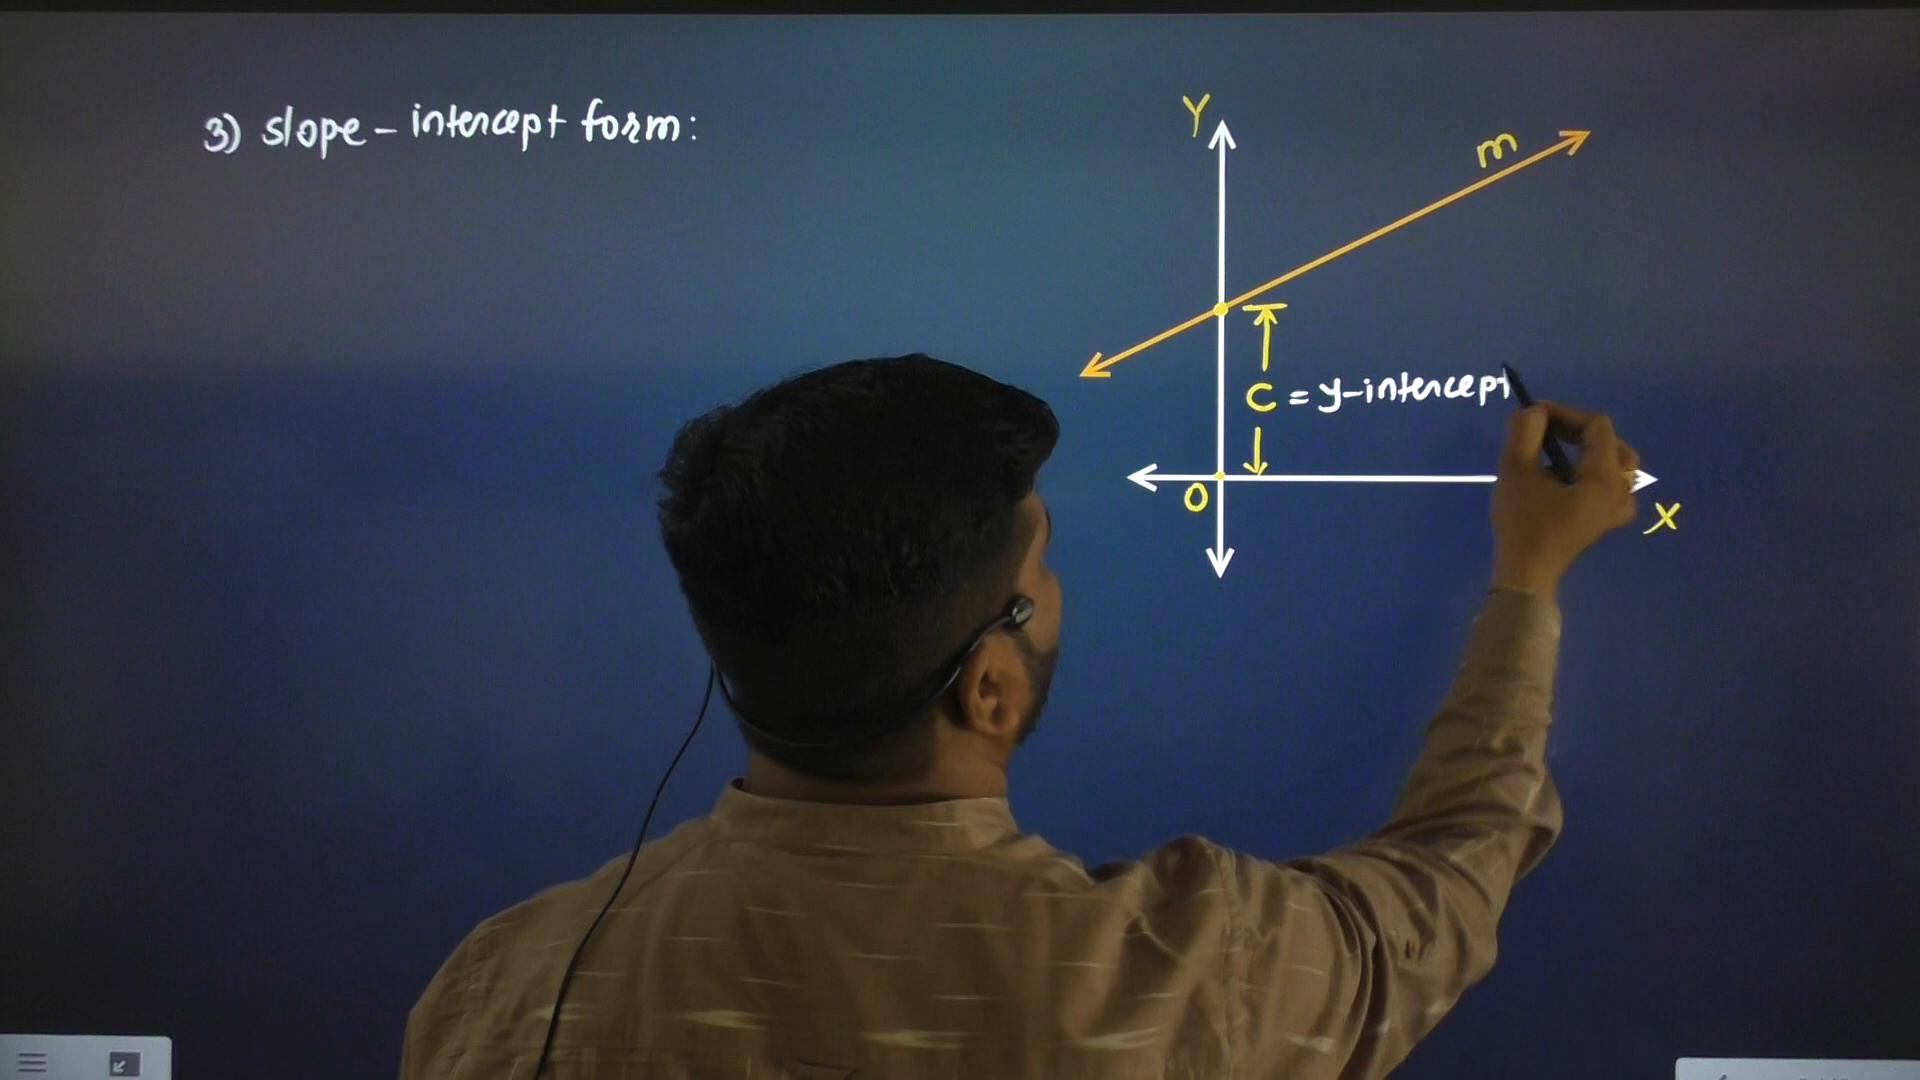 3) slope - intercept form:
Y
m
C = y-intercept
O
X